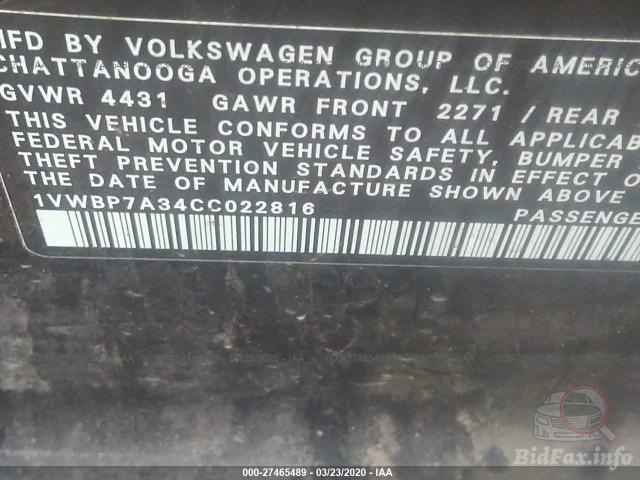 MFD BY VOLKSWAGEN GROUP OF AMERIC
CHATTANOOGA OPERATIONS, LLC.
GVWR 4431 GAWR FRONT 2271 / REAR
THIS VEHICLE CONFORMS TO ALL APPLICAB
FEDERAL MOTOR VEHICLE SAFETY, BUMPER
THEFT PREVENTION STANDARDS IN EFFECT O
THE DATE OF MANUFACTURE SHOWN ABOVE
1VWBP7A34CC022816 PASSENGE
000-27465489 — 03/23/2020 — IAA
BidFax.info